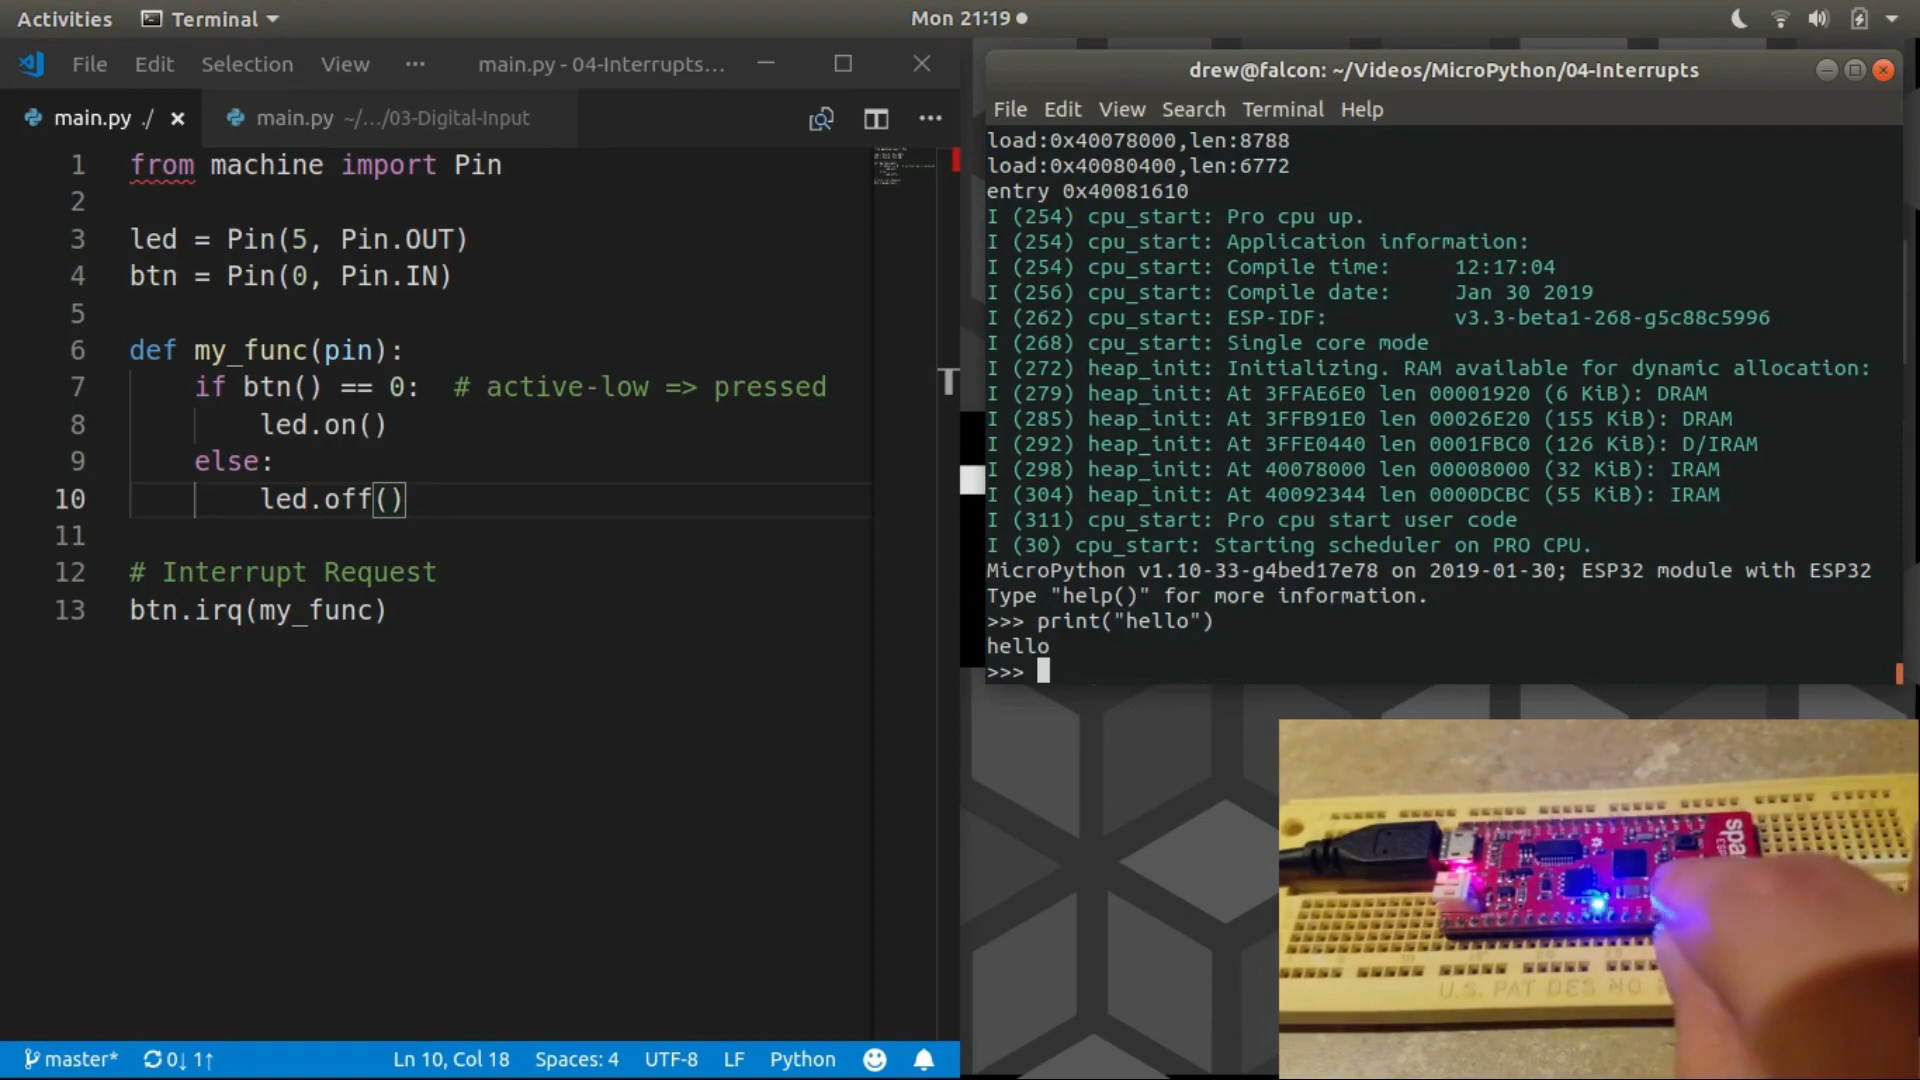 Activities
Terminal
Mon 21:19
File Edit Selection View ··· main.py - 04-Interrupts...
main.py ./
main.py ~/.../03-Digital-Input
1 from machine import Pin
2
3 led = Pin(5, Pin.OUT)
4 btn = Pin(0, Pin.IN)
5
6 def my_func(pin):
7 if btn() == 0:  # active-low => pressed
8 led.on()
9 else:
10 led.off()
11
12 # Interrupt Request
13 btn.irq(my_func)
master* 0↓ 1↑ Ln 10, Col 18 Spaces: 4 UTF-8 LF Python
drew@falcon: ~/Videos/MicroPython/04-Interrupts
File Edit View Search Terminal Help
load:0x40078000,len:8788
load:0x40080400,len:6772
entry 0x40081610
I (254) cpu_start: Pro cpu up.
I (254) cpu_start: Application information:
I (254) cpu_start: Compile time:     12:17:04
I (256) cpu_start: Compile date:     Jan 30 2019
I (262) cpu_start: ESP-IDF:          v3.3-beta1-268-g5c88c5996
I (268) cpu_start: Single core mode
I (272) heap_init: Initializing. RAM available for dynamic allocation:
I (279) heap_init: At 3FFAE6E0 len 00001920 (6 KiB): DRAM
I (285) heap_init: At 3FFB91E0 len 00026E20 (155 KiB): DRAM
I (292) heap_init: At 3FFE0440 len 0001FBC0 (126 KiB): D/IRAM
I (298) heap_init: At 40078000 len 00008000 (32 KiB): IRAM
I (304) heap_init: At 40092344 len 0000DCBC (55 KiB): IRAM
I (311) cpu_start: Pro cpu start user code
I (30) cpu_start: Starting scheduler on PRO CPU.
MicroPython v1.10-33-g4bed17e78 on 2019-01-30; ESP32 module with ESP32
Type "help()" for more information.
>>> print("hello")
hello
>>>
spa
U.S. PAT DES NO